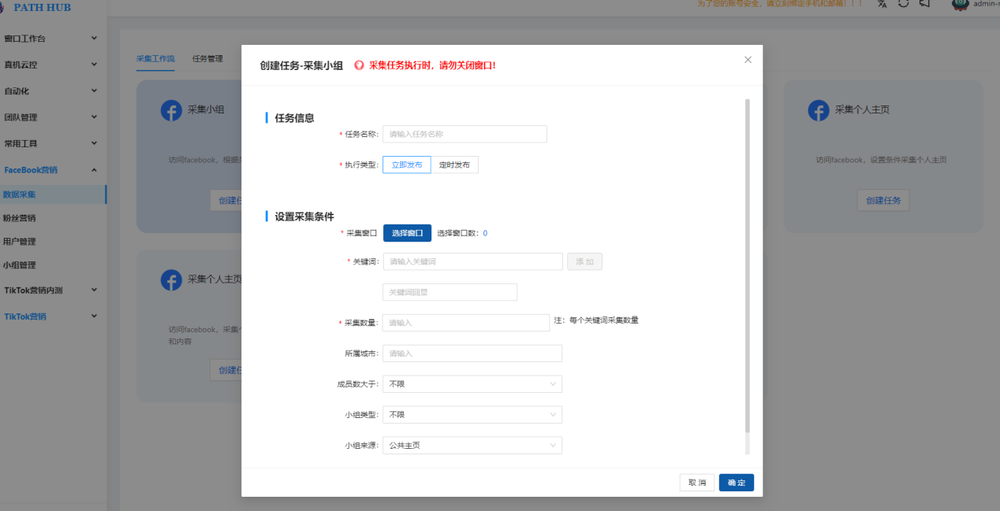 PATH HUB
为了您的账号安全，请立刻绑定手机和邮箱！！！
窗口工作台
真机云控
自动化
团队管理
常用工具
FaceBook营销
数据采集
粉丝营销
用户管理
小组管理
TikTok营销内测
TikTok营销
采集工作流 任务管理
采集小组
访问facebook，根据
创建任
采集个人主页
访问facebook，采集个
和内容
创建任
采集个人主页
访问facebook，设置条件采集个人主页
创建任务
创建任务-采集小组 采集任务执行时，请勿关闭窗口!
任务信息
* 任务名称: 请输入任务名称
* 执行类型: 立即发布 定时发布
设置采集条件
* 采集窗口 选择窗口 选择窗口数: 0
* 关键词: 请输入关键词 添 加
关键词回显
* 采集数量: 请输入 注：每个关键词采集数量
所属城市: 请输入
成员数大于: 不限
小组类型: 不限
小组来源: 公共主页
取 消 确 定